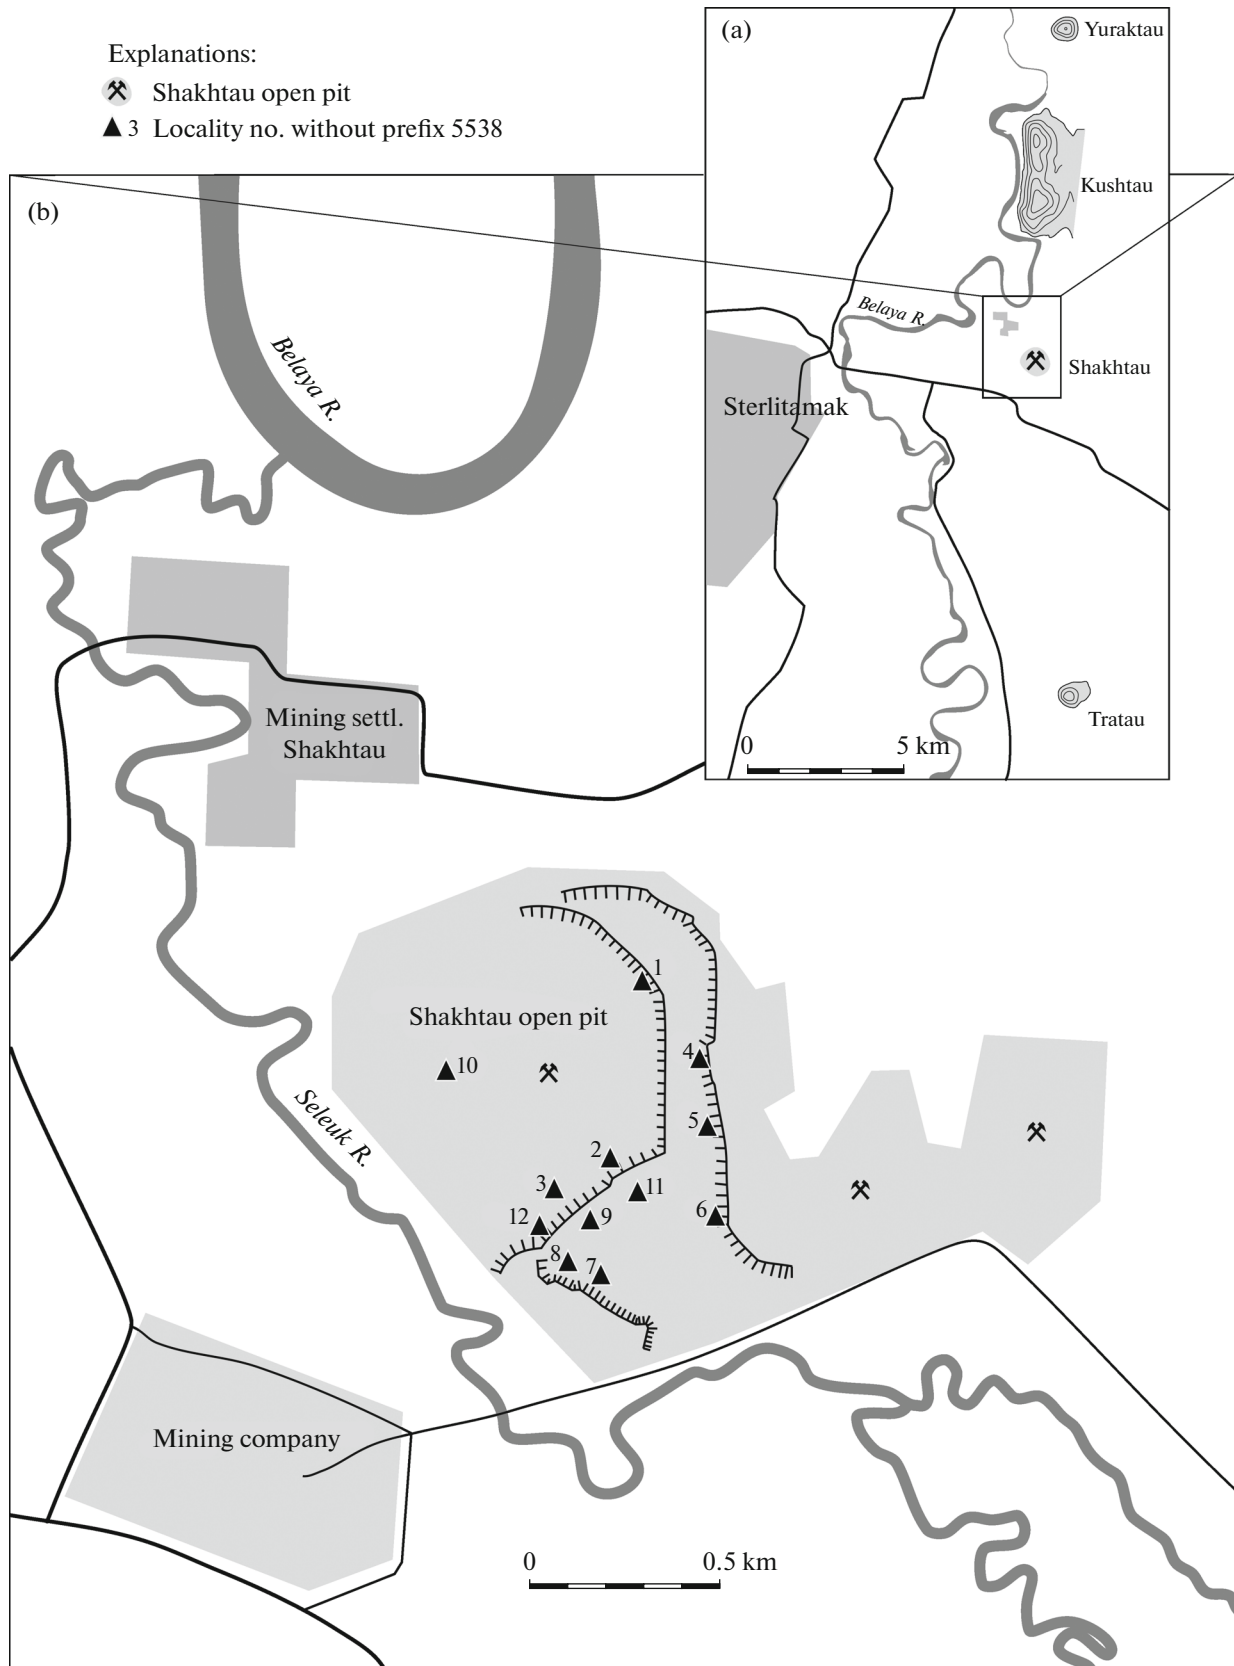 Explanations:
Shakhtau open pit
3 Locality no. without prefix 5538
(a)
Yuraktau
Kushtau
Belaya R.
Shakhtau
Sterlitamak
Tratau
0 5 km
(b)
Belaya R.
Mining settl.
Shakhtau
1
Shakhtau open pit
4
10
5
Seleuk R.
2
3
11
12
9
6
8
7
Mining company
0 0.5 km